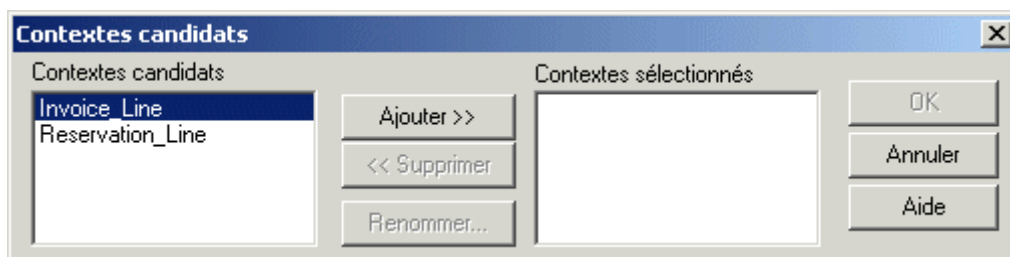 Contextes candidats
Contextes candidats
Invoice_Line
Reservation_Line
Ajouter >>
<< Supprimer
Renommer...
Contextes sélectionnés
OK
Annuler
Aide